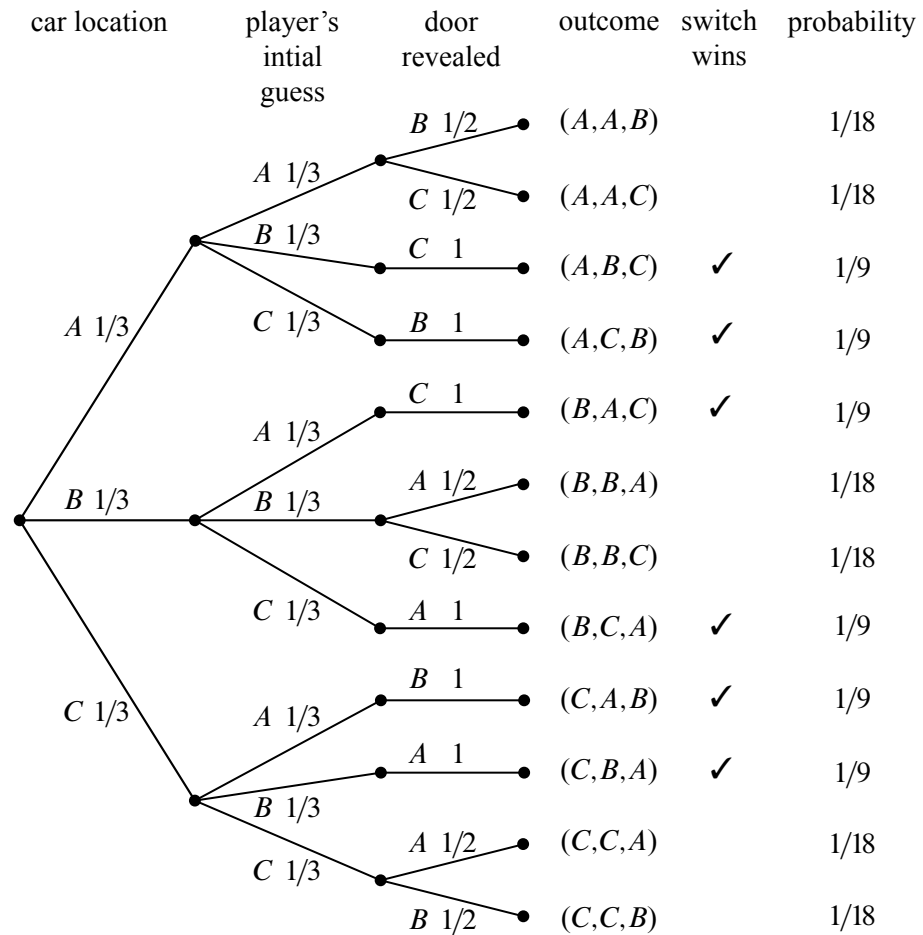 car location player's door outcome switch probability
intial revealed wins
guess
B 1/2 (A,A,B) 1/18
A 1/3
C 1/2 (A,A,C) 1/18
B 1/3 C 1 (A,B,C) ✓ 1/9
A 1/3 C 1/3 B 1 (A,C,B) ✓ 1/9
C 1 (B,A,C) ✓ 1/9
A 1/3
A 1/2 (B,B,A) 1/18
B 1/3 B 1/3
C 1/2 (B,B,C) 1/18
C 1/3 A 1 (B,C,A) ✓ 1/9
B 1 (C,A,B) ✓ 1/9
C 1/3 A 1/3
A 1 (C,B,A) ✓ 1/9
B 1/3
A 1/2 (C,C,A) 1/18
C 1/3
B 1/2 (C,C,B) 1/18